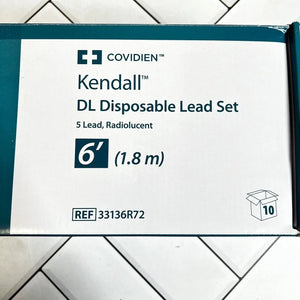 COVIDIEN™
Kendall™
DL Disposable Lead Set
5 Lead, Radiolucent
6' (1.8 m)
10
REF 33136R72